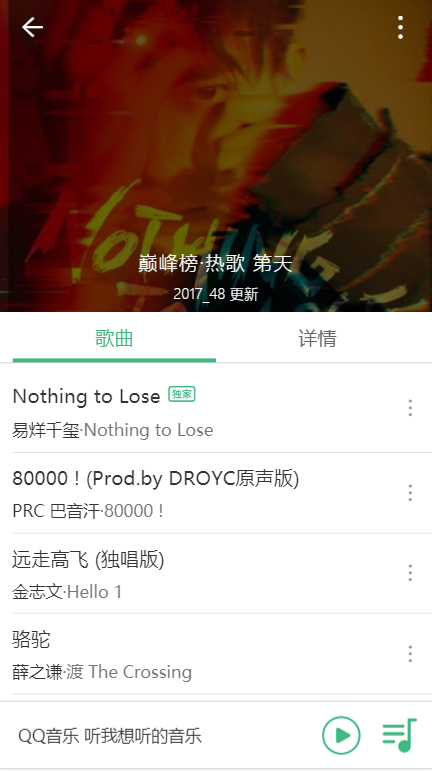 NOTHING
巅峰榜·热歌 第天
2017_48 更新
歌曲
详情
Nothing to Lose 独家
易烊千玺·Nothing to Lose
80000！(Prod.by DROYC原声版)
PRC 巴音汗·80000！
远走高飞 (独唱版)
金志文·Hello 1
骆驼
薛之谦·渡 The Crossing
QQ音乐 听我想听的音乐